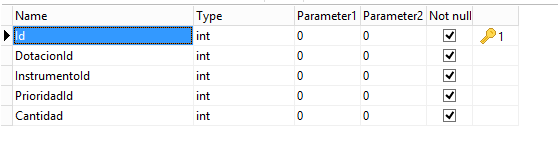 Name Type Parameter1 Parameter2 Not null
Id int 0 0 1
DotacionId int 0 0
InstrumentoId int 0 0
PrioridadId int 0 0
Cantidad int 0 0